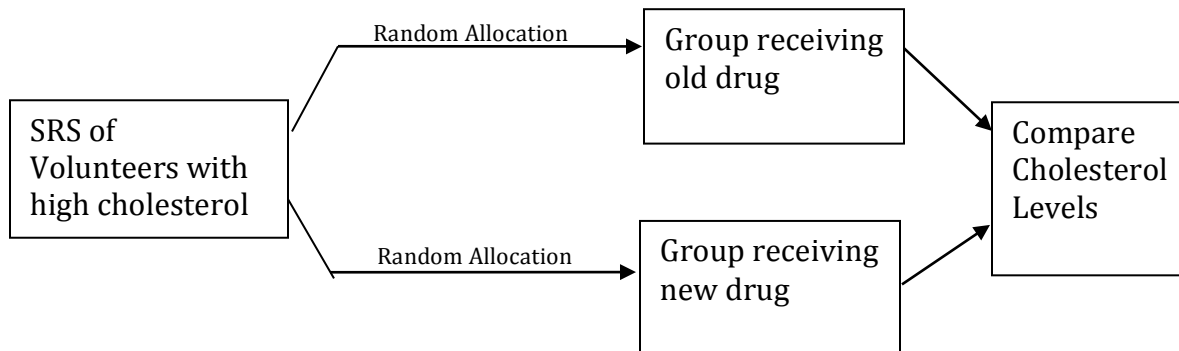 SRS of
Volunteers with
high cholesterol
Random Allocation
Group receiving
old drug
Random Allocation
Group receiving
new drug
Compare
Cholesterol
Levels